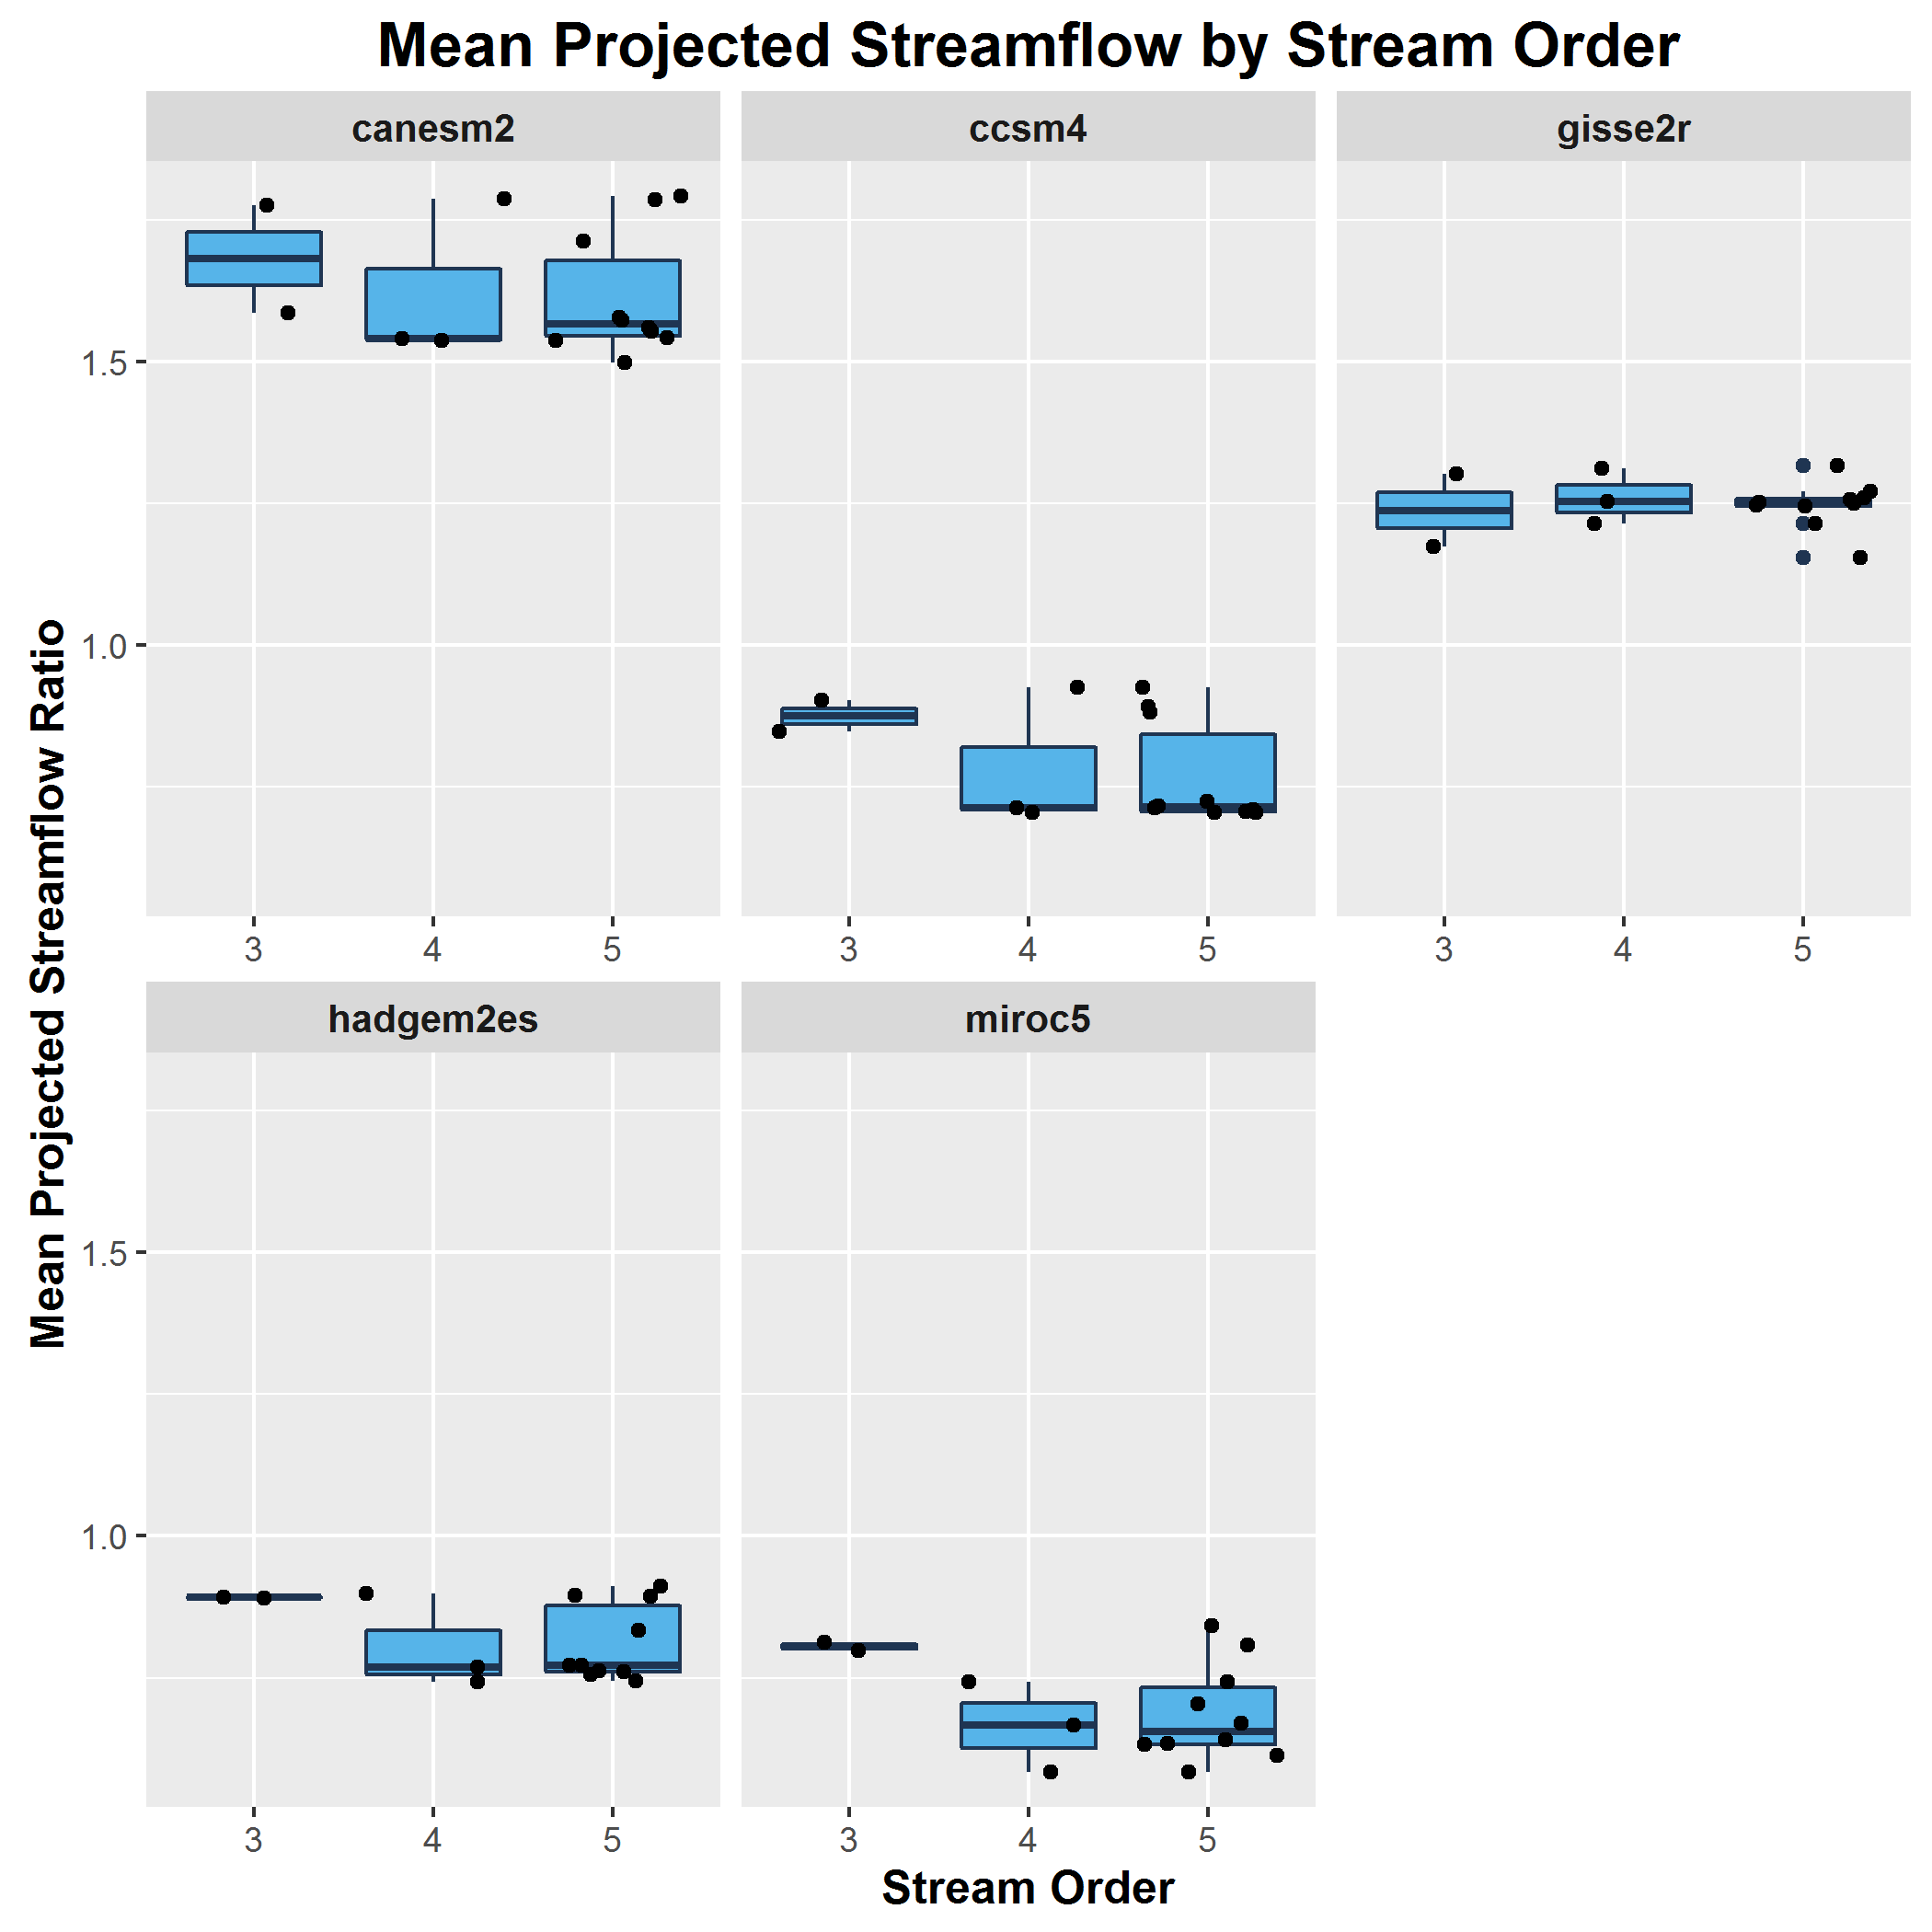 Mean Projected Streamflow by Stream Order
canesm2
ccsm4
gisse2r
1.5
1.0
3 4 5
3 4 5
3 4 5
Mean Projected Streamflow Ratio
hadgem2es
miroc5
1.5
1.0
3 4 5
3 4 5
Stream Order